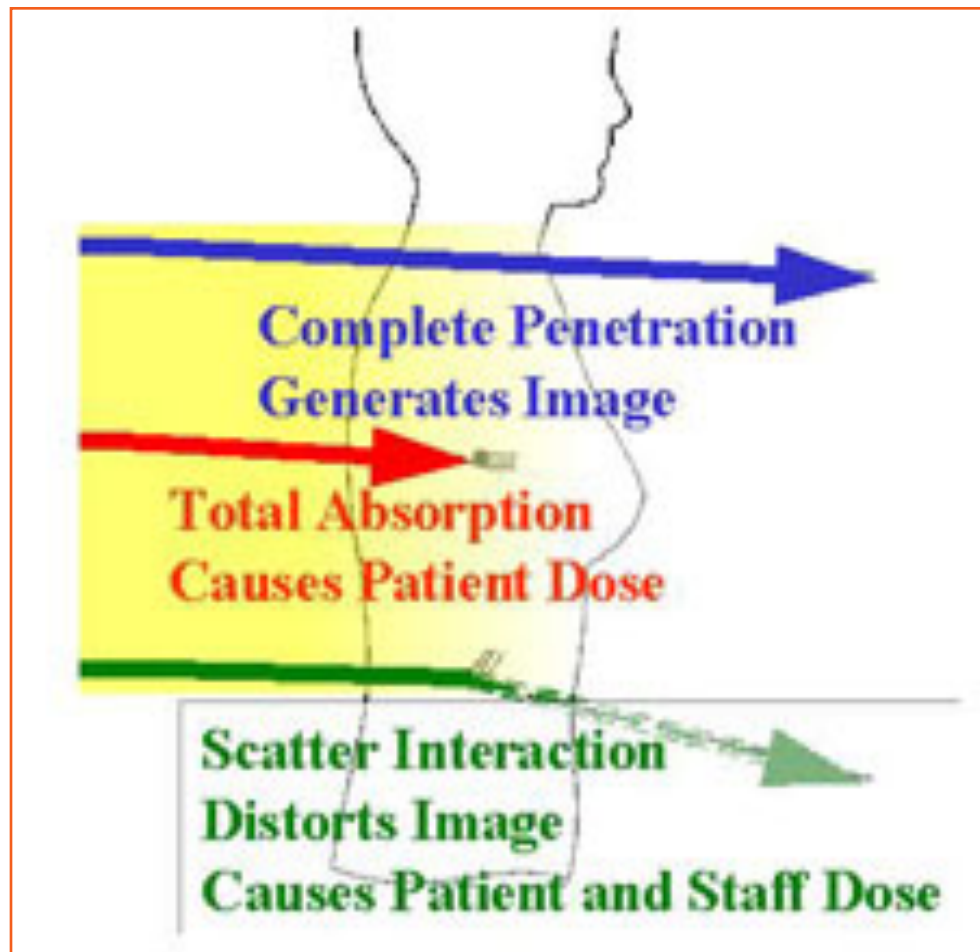 Complete Penetration
Generates Image
Total Absorption
Causes Patient Dose
Scatter Interaction
Distorts Image
Causes Patient and Staff Dose